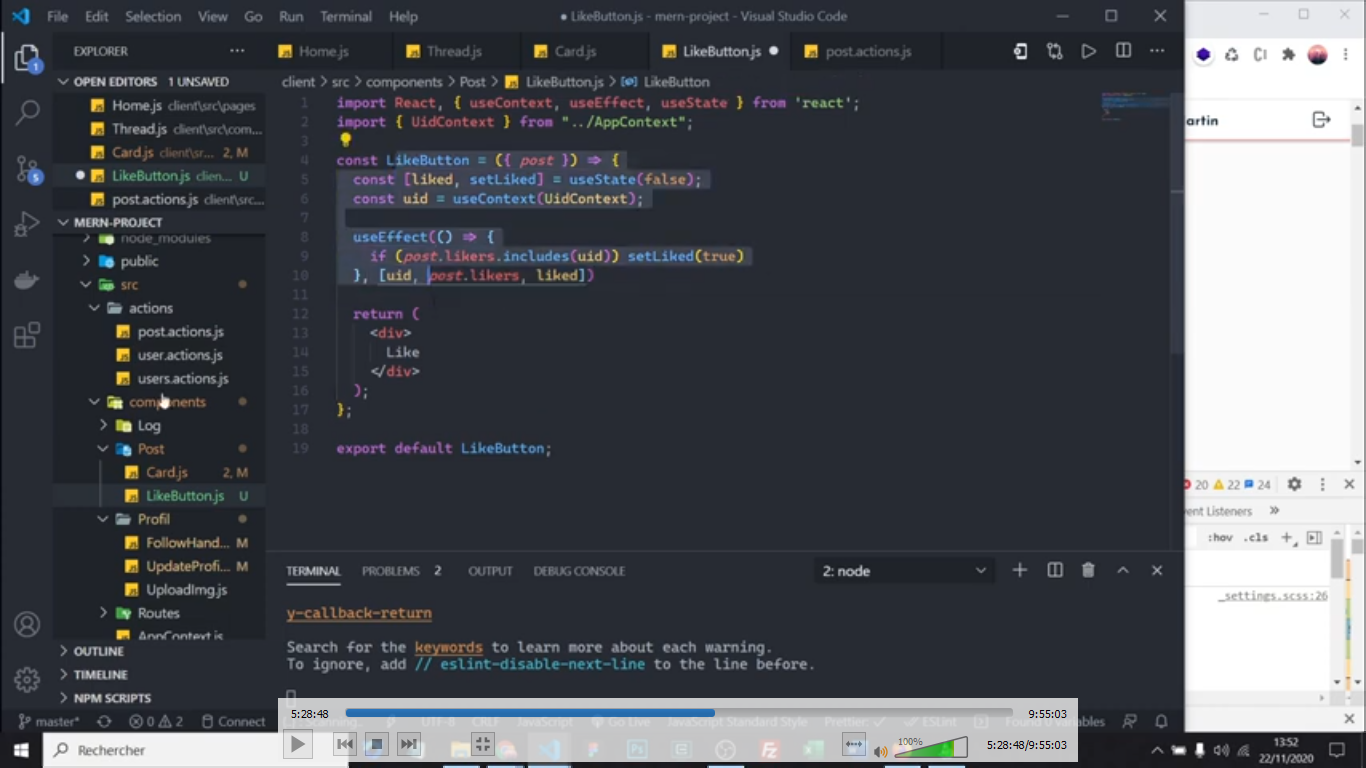 File Edit Selection View Go Run Terminal Help
● LikeButton.js - mern-project - Visual Studio Code
EXPLORER
Home.js Thread.js Card.js LikeButton.js ● post.actions.js
OPEN EDITORS 1 UNSAVED
client > src > components > Post > LikeButton.js > LikeButton
Home.js client\src\pages
Thread.js client\src\com...
Card.js client\sr... 2, M
LikeButton.js clien... U
post.actions.js client\src...
MERN-PROJECT
node_modules
public
src
actions
post.actions.js
user.actions.js
users.actions.js
components
Log
Post
Card.js 2, M
LikeButton.js U
Profil
FollowHand... M
UpdateProfi... M
UploadImg.js
Routes
AppContext.js
OUTLINE
TIMELINE
NPM SCRIPTS
1 import React, { useContext, useEffect, useState } from 'react';
2 import { UidContext } from "../AppContext";
3
4 const LikeButton = ({ post }) => {
5 const [liked, setLiked] = useState(false);
6 const uid = useContext(UidContext);
7
8 useEffect(() => {
9 if (post.likers.includes(uid)) setLiked(true)
10 }, [uid, post.likers, liked])
11
12 return (
13 <div>
14 Like
15 </div>
16 );
17 };
18
19 export default LikeButton;
TERMINAL PROBLEMS 2 OUTPUT DEBUG CONSOLE
2: node
y-callback-return
Search for the keywords to learn more about each warning.
To ignore, add // eslint-disable-next-line to the line before.
artin
20 22 24
vent Listeners
:hov .cls
_settings.scss:26
master* 0 2 Connect
UTF-8 CRLF JavaScript Go Live JavaScript Standard Style Prettier: ESLint
5:28:48 9:55:03
100%
5:28:48/9:55:03
Rechercher
13:52
22/11/2020